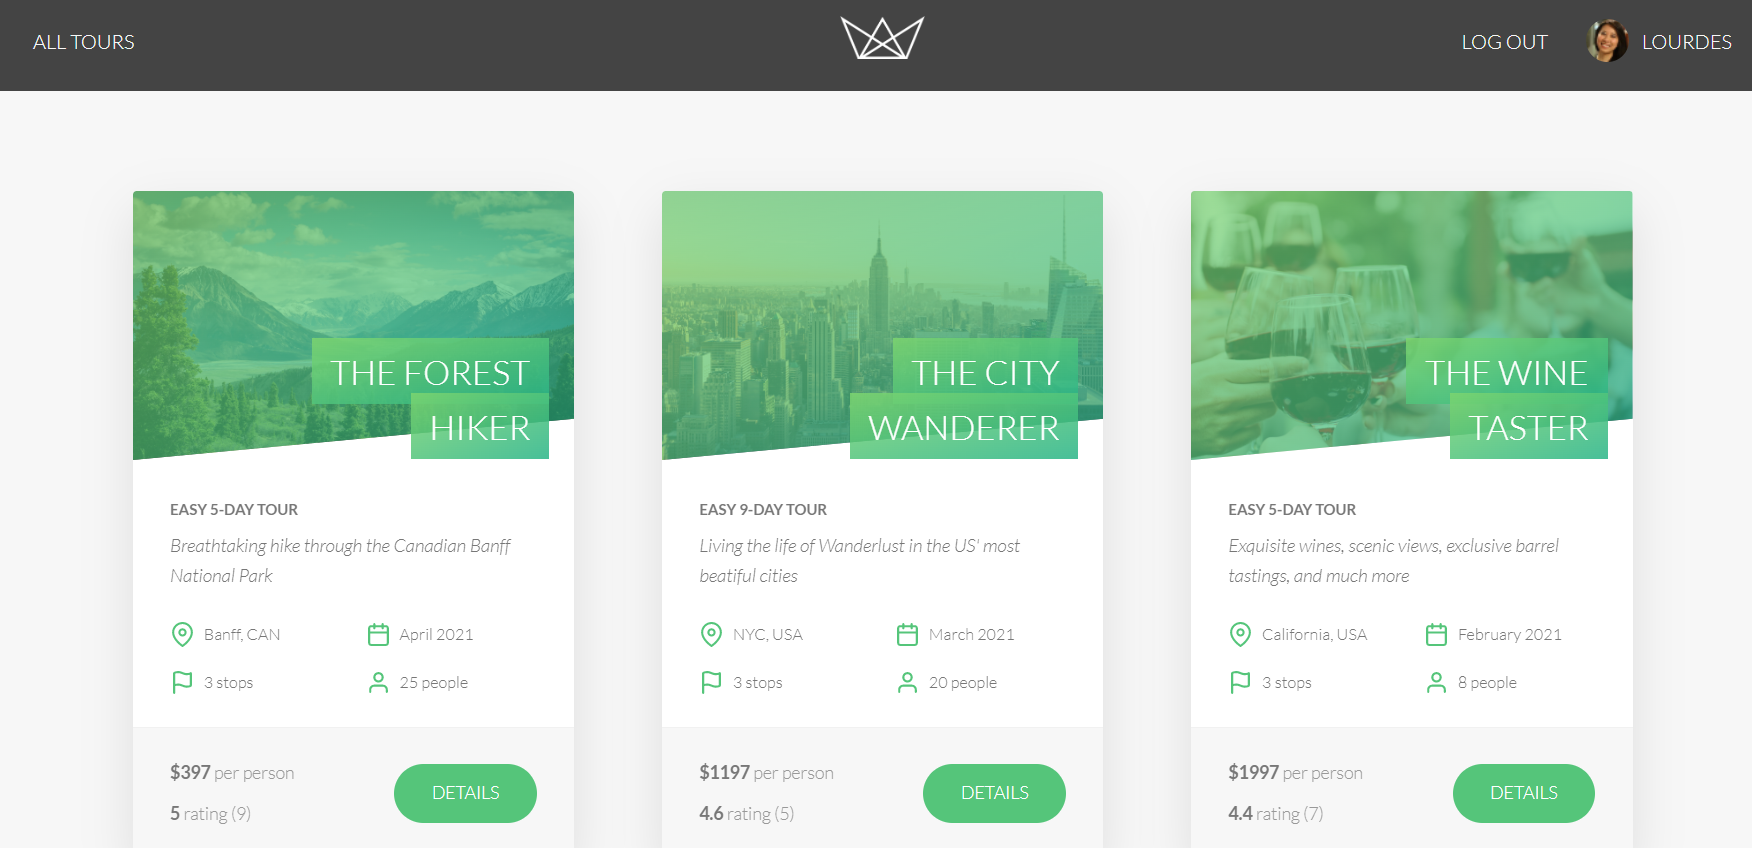 ALL TOURS
LOG OUT
LOURDES
THE FOREST
HIKER
EASY 5-DAY TOUR
Breathtaking hike through the Canadian Banff
National Park
Banff, CAN
April 2021
3 stops
25 people
$397 per person
5 rating (9)
DETAILS
THE CITY
WANDERER
EASY 9-DAY TOUR
Living the life of Wanderlust in the US' most
beatiful cities
NYC, USA
March 2021
3 stops
20 people
$1197 per person
4.6 rating (5)
DETAILS
THE WINE
TASTER
EASY 5-DAY TOUR
Exquisite wines, scenic views, exclusive barrel
tastings, and much more
California, USA
February 2021
3 stops
8 people
$1997 per person
4.4 rating (7)
DETAILS